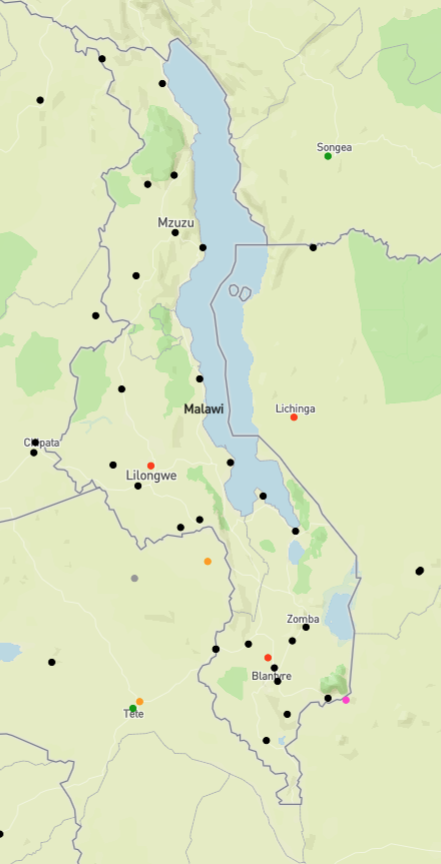 Songea
Mzuzu
Lichinga
Malawi
Chipata
Lilongwe
Zomba
Blantyre
Tete